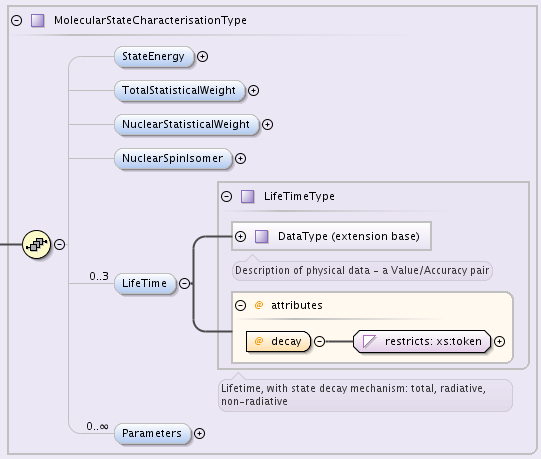 MolecularStateCharacterisationType
StateEnergy
TotalStatisticalWeight
NuclearStatisticalWeight
NuclearSpinIsomer
LifeTimeType
DataType (extension base)
Description of physical data - a Value/Accuracy pair
0..3
LifeTime
@ attributes
@ decay
restricts: xs:token
Lifetime, with state decay mechanism: total, radiative,
non-radiative
0..∞
Parameters